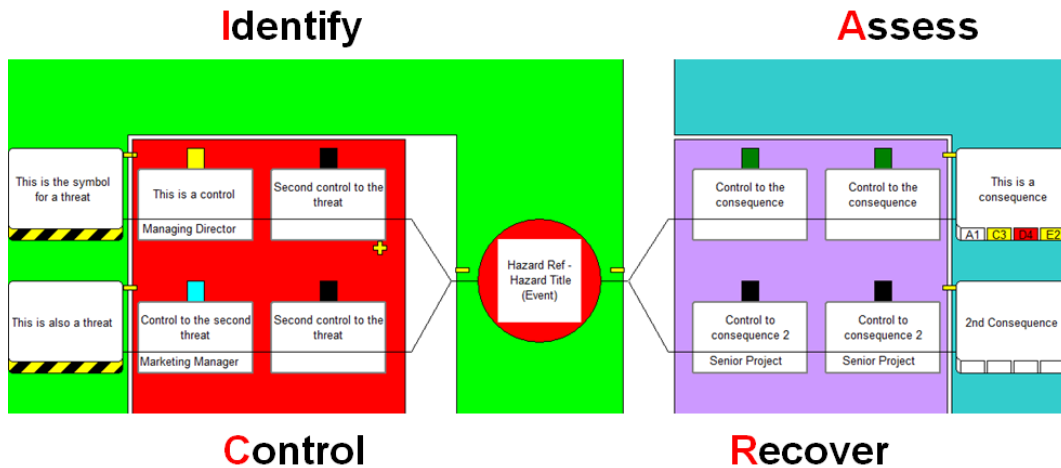 Identify
Assess
This is the symbol
for a threat
This is a control
Managing Director
Second control to the
threat
Control to the
consequence
Control to the
consequence
This is a
consequence
A1 C3 D4 E2
Hazard Ref -
Hazard Title
(Event)
This is also a threat
Control to the second
threat
Marketing Manager
Second control to the
threat
Control to
consequence 2
Senior Project
Control to
consequence 2
Senior Project
2nd Consequence
Control
Recover